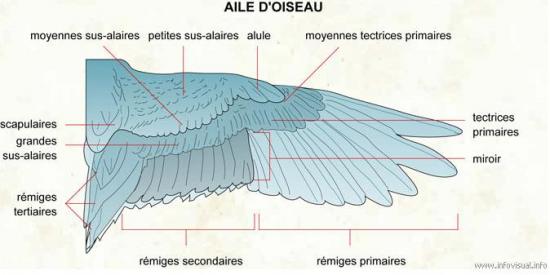 AILE D'OISEAU
moyennes sus-alaires petites sus-alaires alule moyennes tectrices primaires
scapulaires
grandes
sus-alaires
rémiges
tertiaires
tectrices
primaires
miroir
rémiges secondaires rémiges primaires
© www.infovisual.info